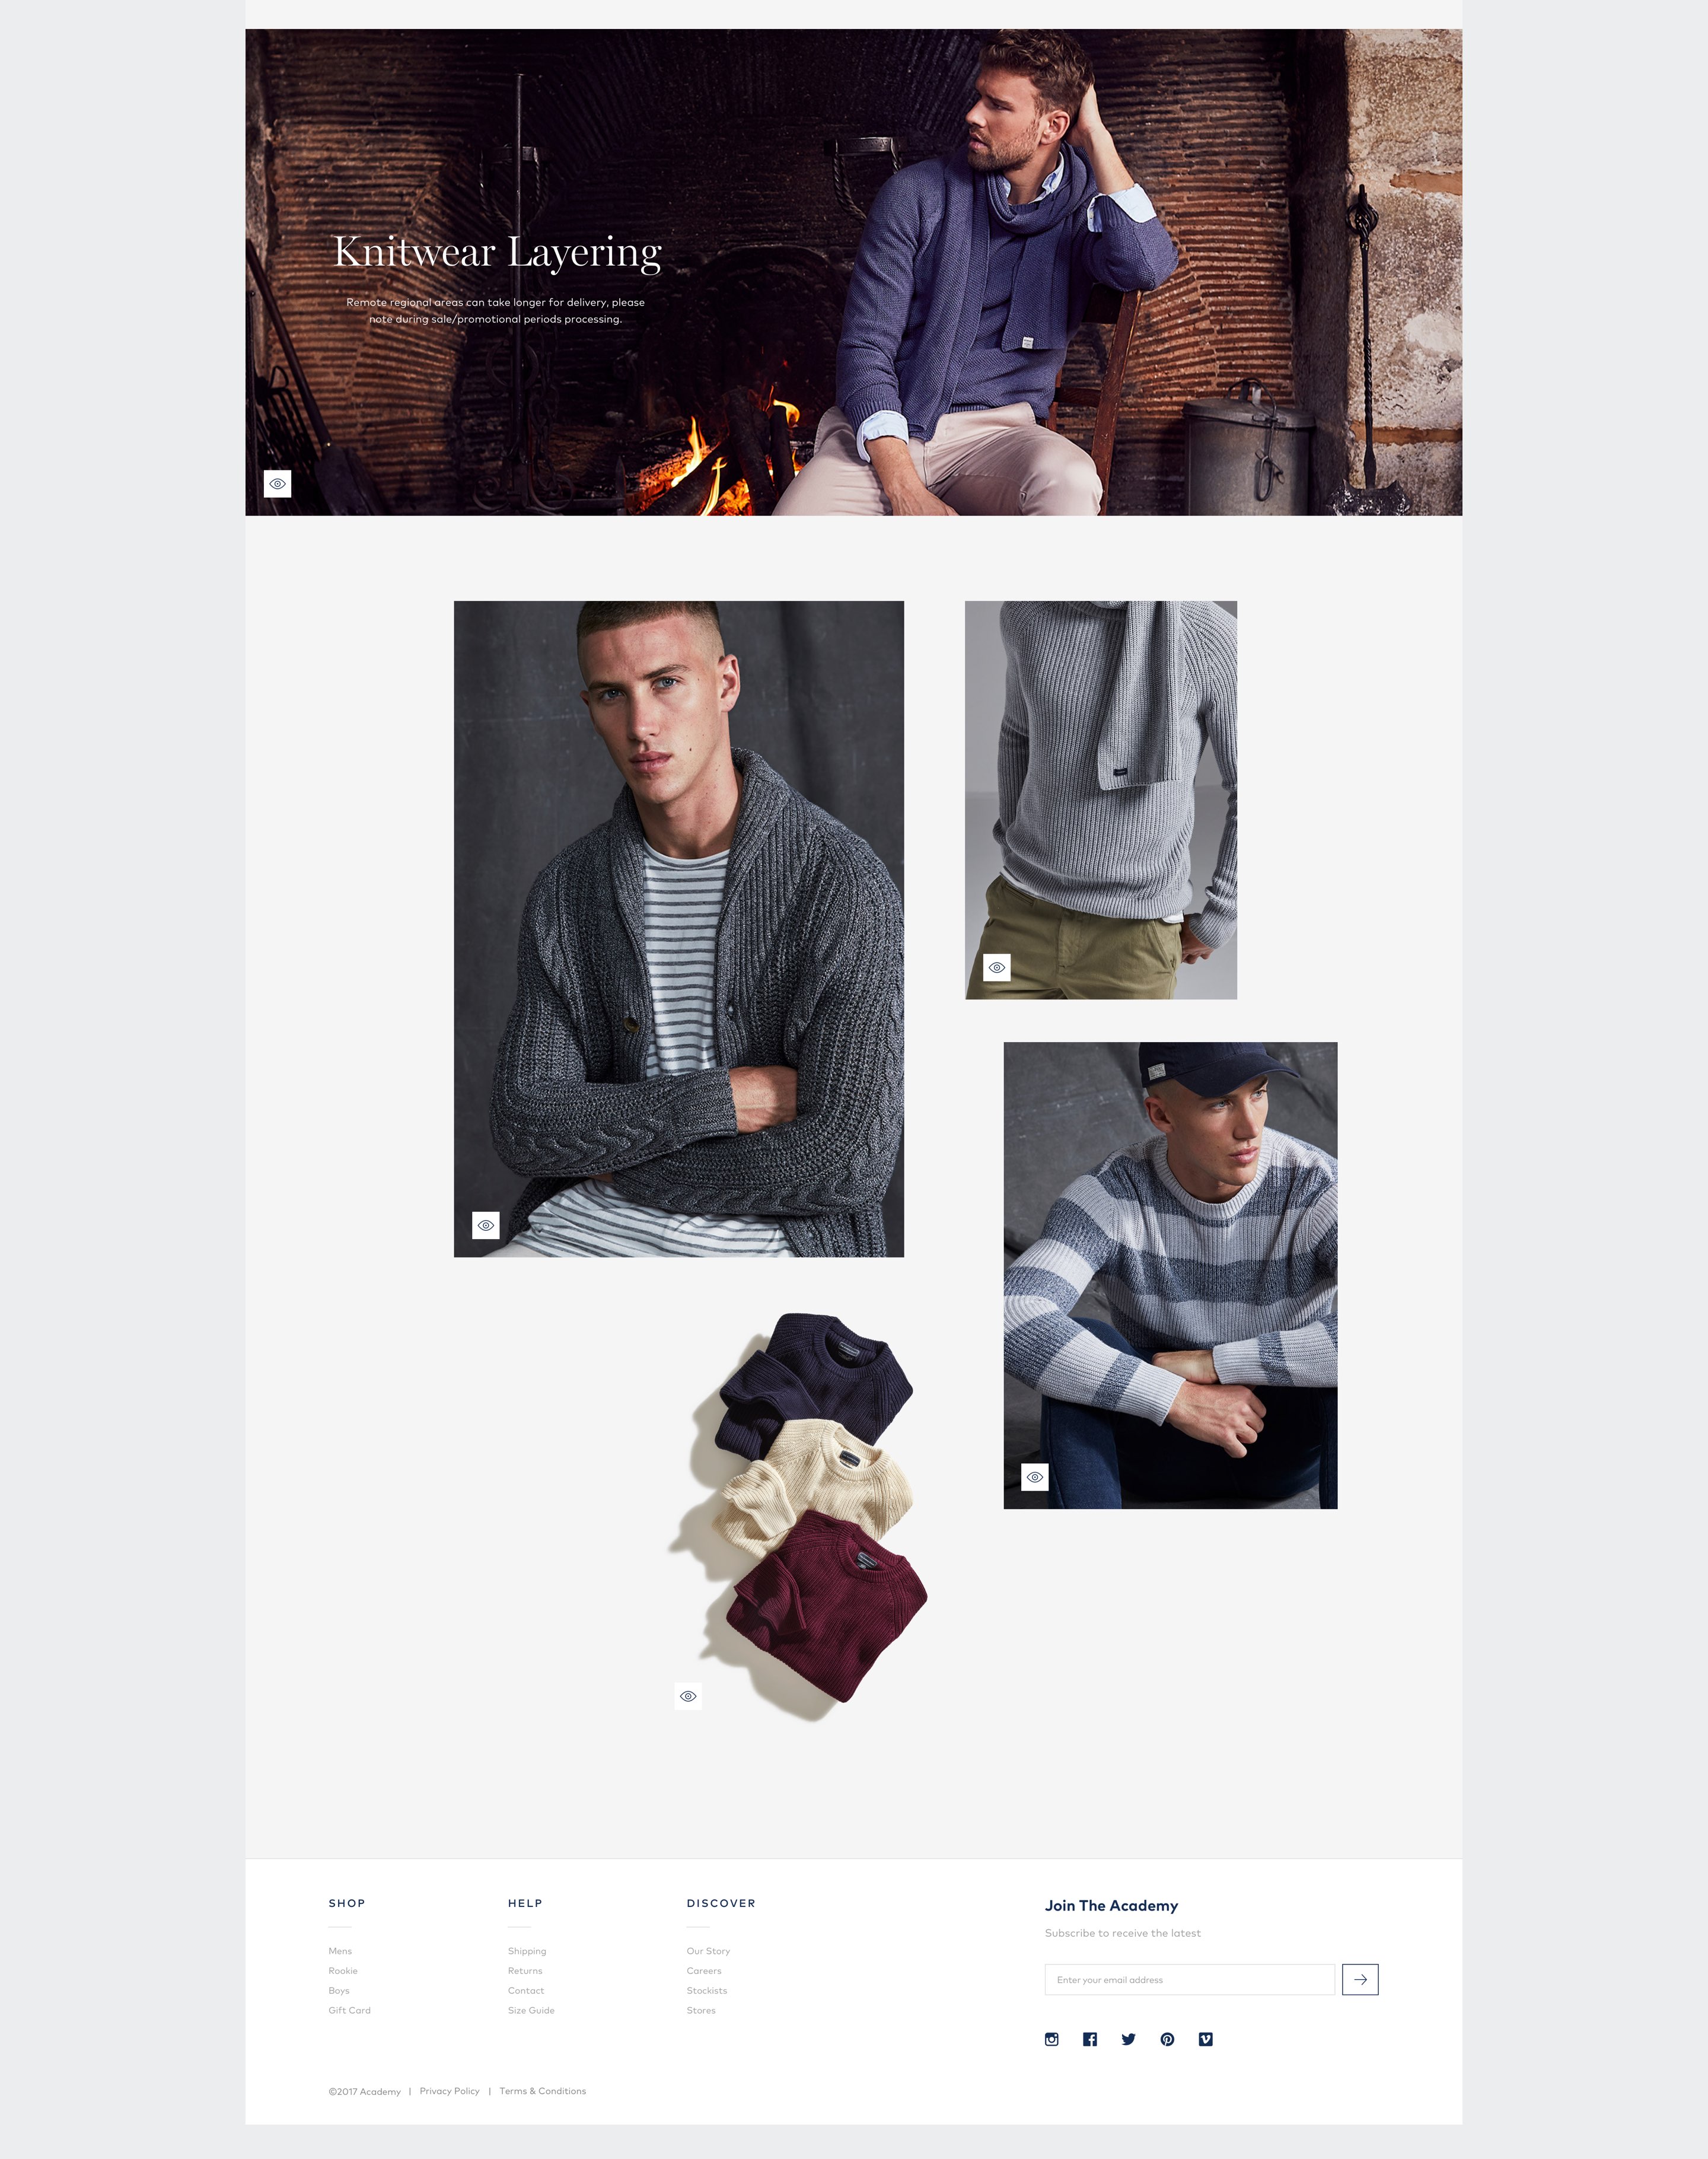 Knitwear Layering
Remote regional areas can take longer for delivery, please
note during sale/promotional periods processing.
SHOP
Mens
Rookie
Boys
Gift Card
HELP
Shipping
Returns
Contact
Size Guide
DISCOVER
Our Story
Careers
Stockists
Stores
Join The Academy
Subscribe to receive the latest
Enter your email address
©2017 Academy | Privacy Policy | Terms & Conditions